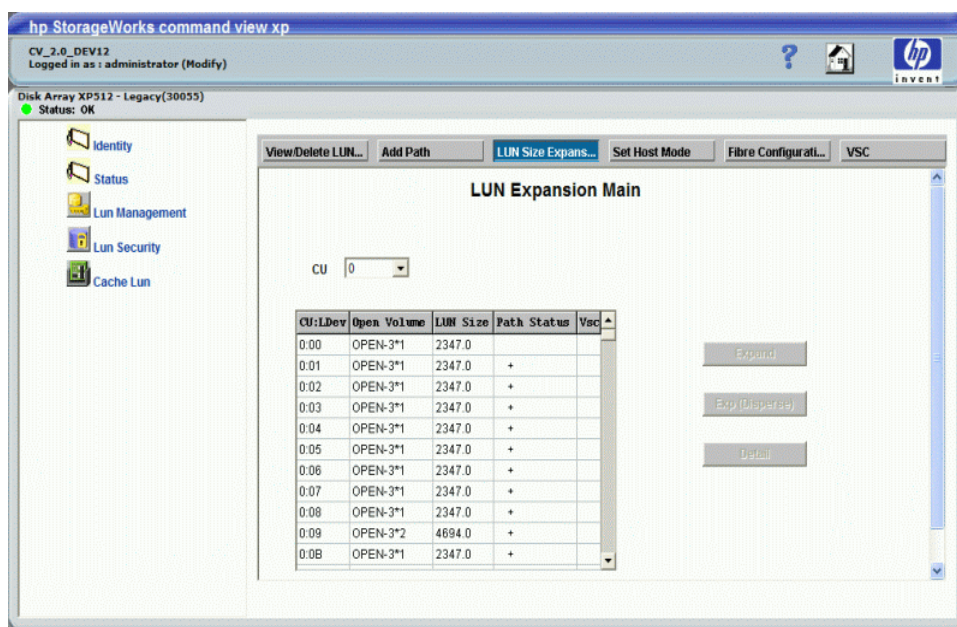 hp StorageWorks command view xp
CV_2.0_DEV12
Logged in as : administrator (Modify)
?
hp
invent
Disk Array XP512 - Legacy(30055)
Status: OK
Identity
Status
Lun Management
Lun Security
Cache Lun
View/Delete LUN... Add Path LUN Size Expans... Set Host Mode Fibre Configurati... VSC
LUN Expansion Main
CU 0
CU:LDev Open Volume LUN Size Path Status Vsc
0:00 OPEN-3*1 2347.0
0:01 OPEN-3*1 2347.0 +
0:02 OPEN-3*1 2347.0 +
0:03 OPEN-3*1 2347.0 +
0:04 OPEN-3*1 2347.0 +
0:05 OPEN-3*1 2347.0 +
0:06 OPEN-3*1 2347.0 +
0:07 OPEN-3*1 2347.0 +
0:08 OPEN-3*1 2347.0 +
0:09 OPEN-3*2 4694.0 +
0:0B OPEN-3*1 2347.0 +
Expand
Exp (Disperse)
Detail